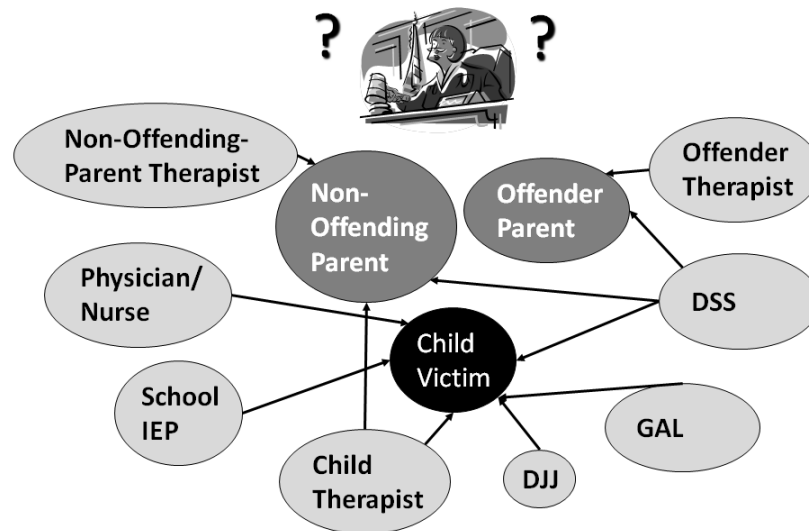 ? ?
Non-Offending-
Parent Therapist
Non-
Offending
Parent
Offender
Parent
Offender
Therapist
Physician/
Nurse
DSS
Child
Victim
School
IEP
GAL
Child
Therapist
DJJ